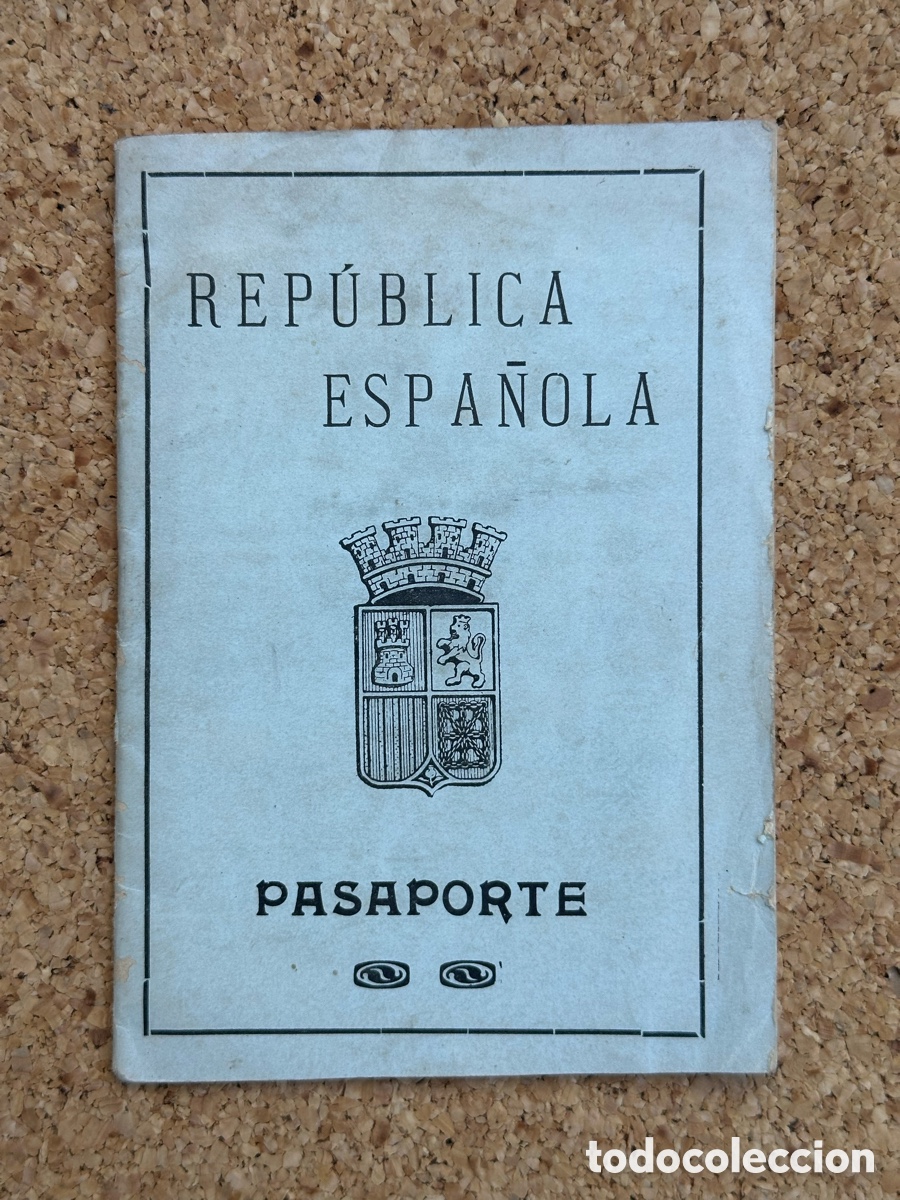 REPÚBLICA
ESPAÑOLA
PASAPORTE
todocoleccion